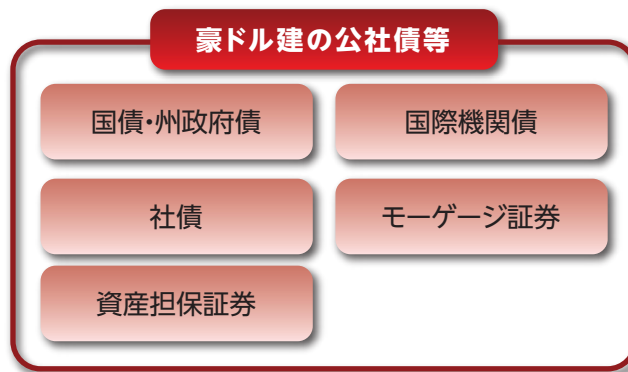 豪ドル建の公社債等
国債・州政府債
国際機関債
社債
モーゲージ証券
資産担保証券